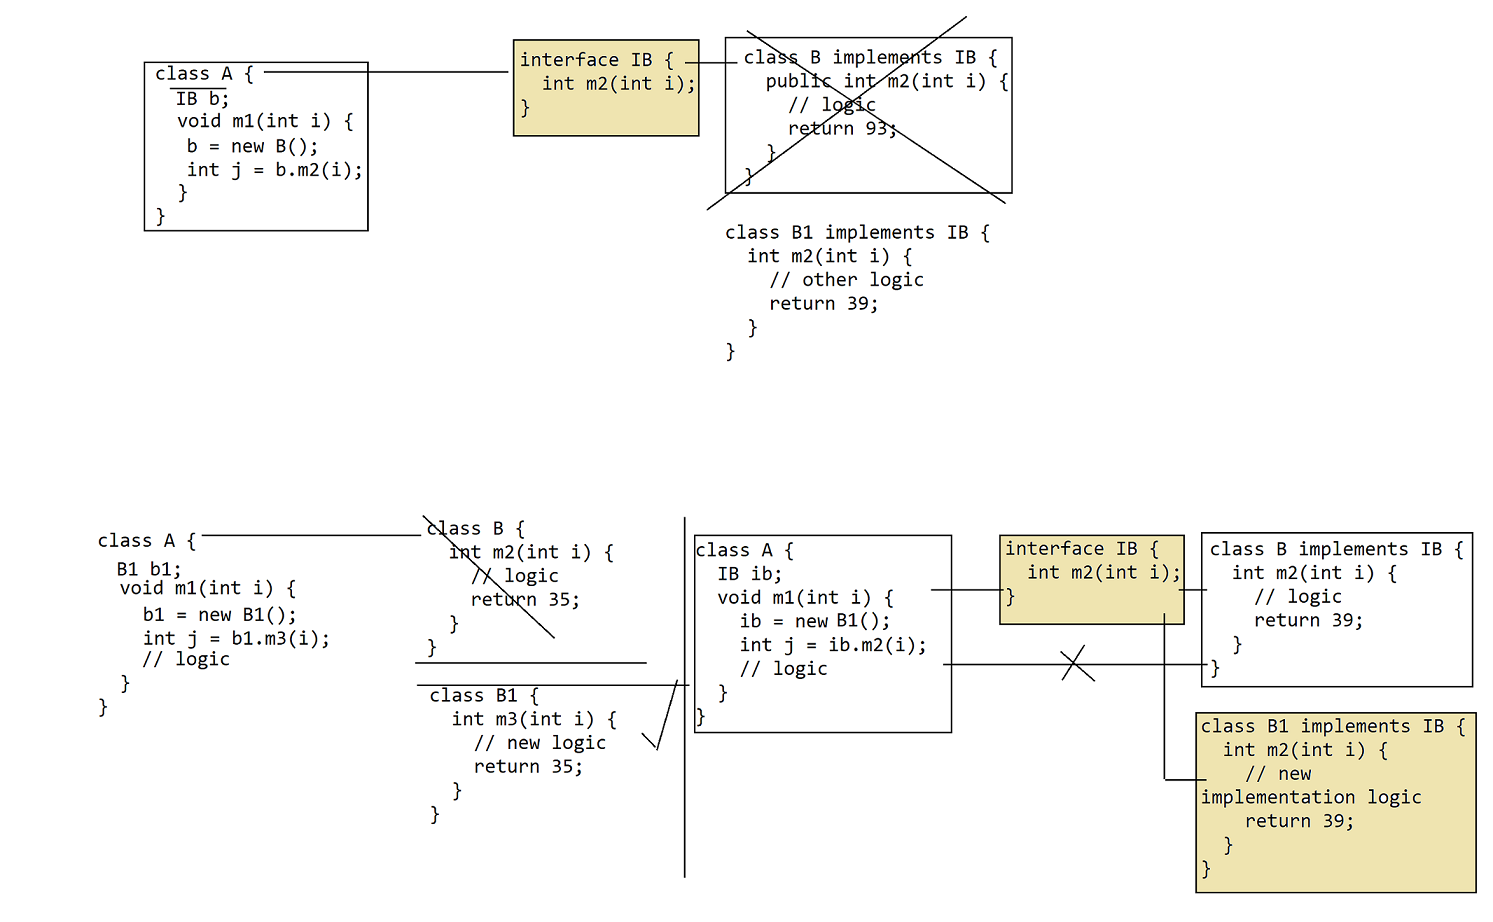 class A {
IB b;
void m1(int i) {
b = new B();
int j = b.m2(i);
}
}
interface IB {
int m2(int i);
}
class B implements IB {
public int m2(int i) {
// logic
return 93;
}
}
class B1 implements IB {
int m2(int i) {
// other logic
return 39;
}
}
class A {
B1 b1;
void m1(int i) {
b1 = new B1();
int j = b1.m3(i);
// logic
}
}
class B {
int m2(int i) {
// logic
return 35;
}
}
class B1 {
int m3(int i) {
// new logic
return 35;
}
}
class A {
IB ib;
void m1(int i) {
ib = new B1();
int j = ib.m2(i);
// logic
}
}
interface IB {
int m2(int i);
}
class B implements IB {
int m2(int i) {
// logic
return 39;
}
}
class B1 implements IB {
int m2(int i) {
// new
implementation logic
return 39;
}
}